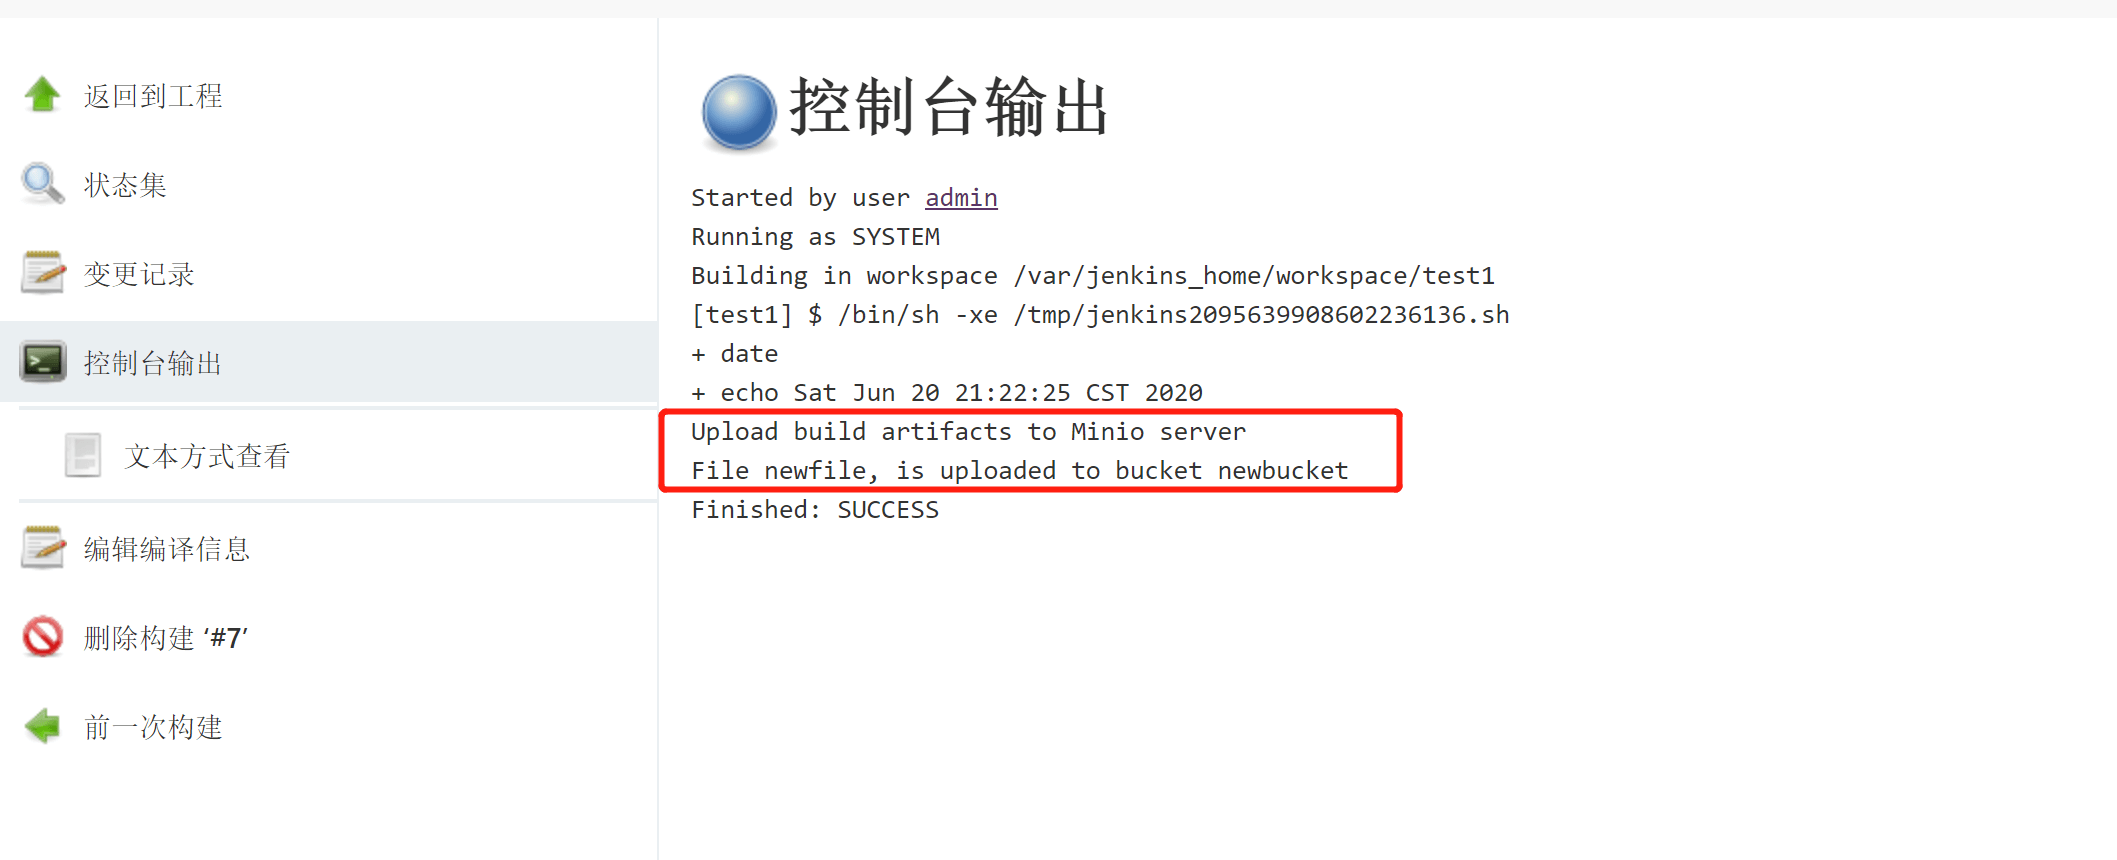 返回到工程
状态集
变更记录
控制台输出
文本方式查看
编辑编译信息
删除构建 ‘#7’
前一次构建
控制台输出
Started by user admin
Running as SYSTEM
Building in workspace /var/jenkins_home/workspace/test1
[test1] $ /bin/sh -xe /tmp/jenkins2095639908602236136.sh
+ date
+ echo Sat Jun 20 21:22:25 CST 2020
Upload build artifacts to Minio server
File newfile, is uploaded to bucket newbucket
Finished: SUCCESS